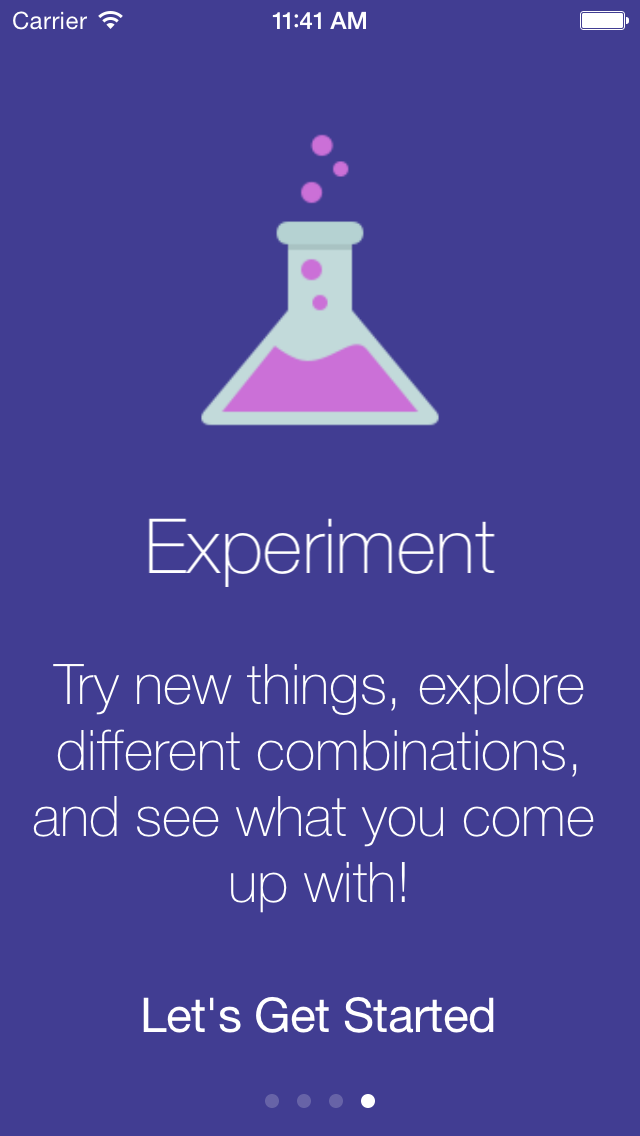 Carrier 11:41 AM
Experiment
Try new things, explore
different combinations,
and see what you come
up with!
Let's Get Started